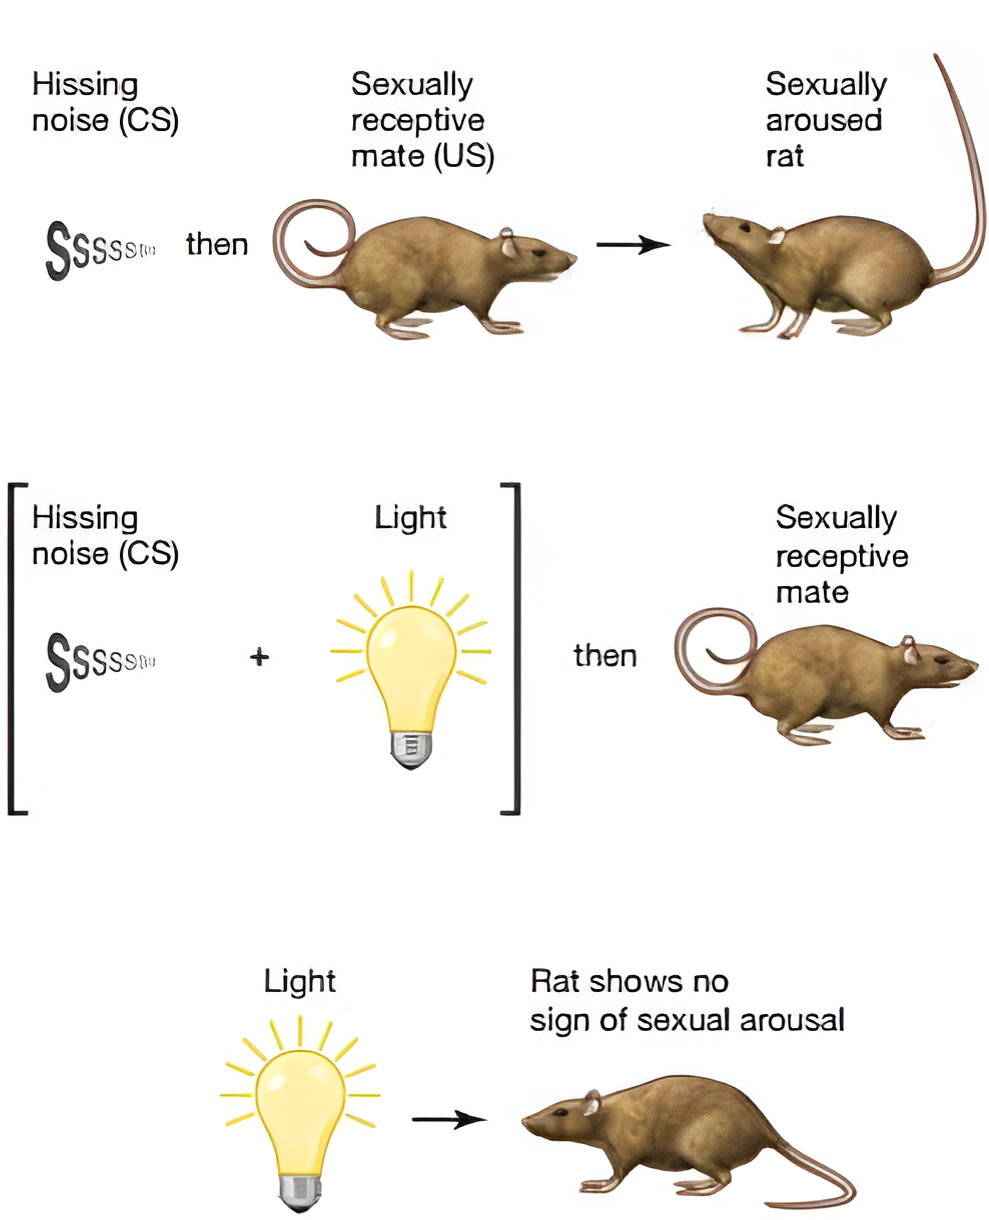 Hissing
noise (CS)
Sexually
receptive
mate (US)
Sexually
aroused
rat
Ssssss
then
Hissing
noise (CS)
Light
Sexually
receptive
mate
Ssssss
+
then
Light
Rat shows no
sign of sexual arousal